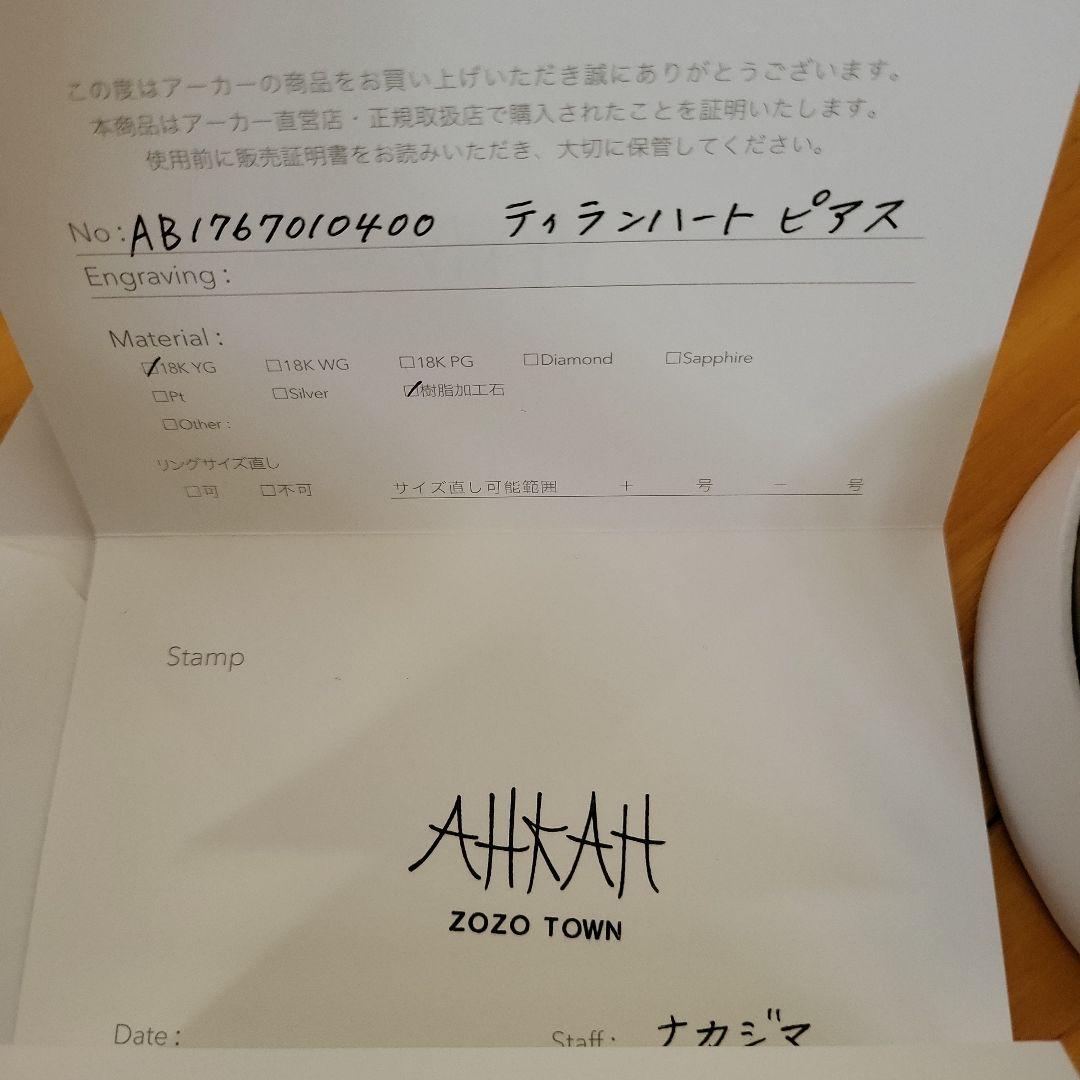 この度はアーカーの商品をお買い上げいただき誠にありがとうございます。
本商品はアーカー直営店・正規取扱店で購入されたことを証明いたします。
使用前に販売証明書をお読みいただき、大切に保管してください。
No : AB1767010400 ティランハート ピアス
Engraving :
Material :
☑18K YG ☐18K WG ☐18K PG ☐Diamond ☐Sapphire
☐Pt ☐Silver ☑樹脂加工石
☐Other :
リングサイズ直し
☐可 ☐不可 サイズ直し可能範囲 + 号 − 号
Stamp
AHKAH
ZOZO TOWN
Date : Staff : ナカジマ